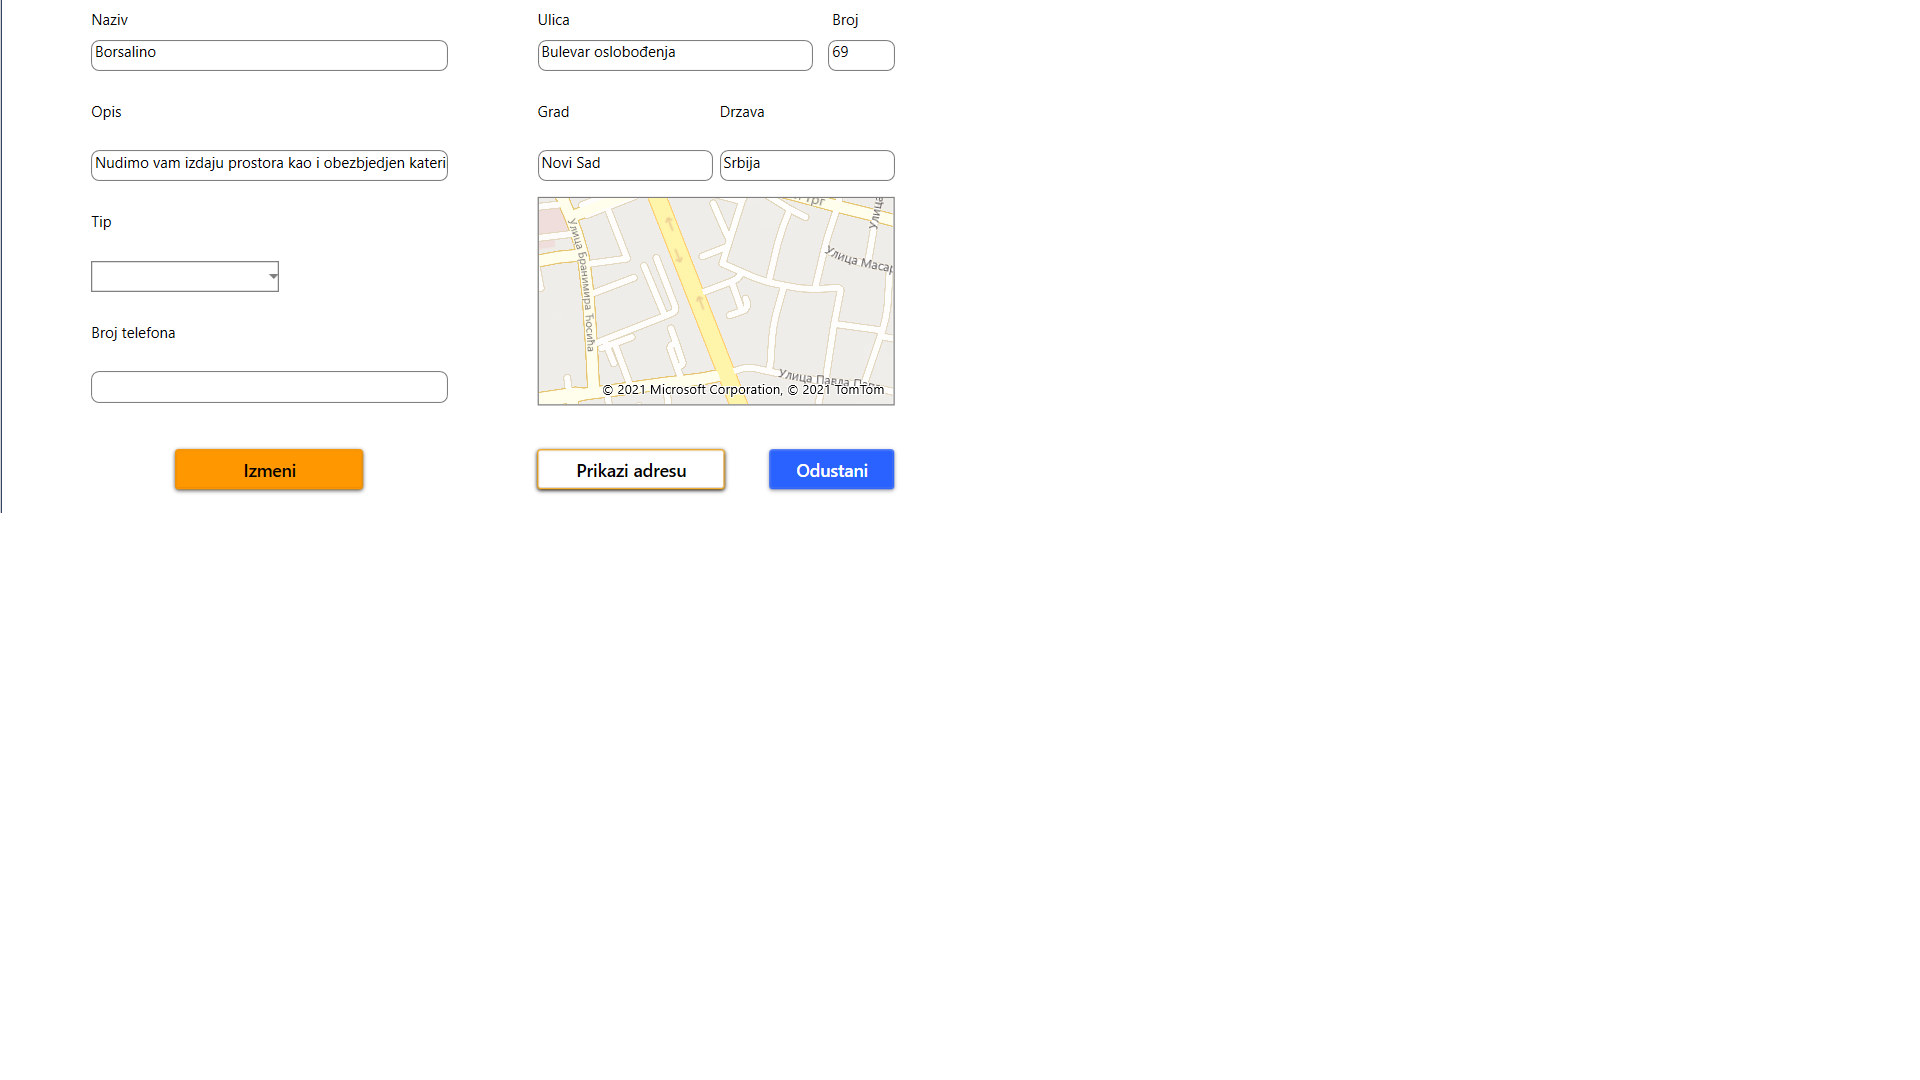 Naziv
Borsalino
Opis
Nudimo vam izdaju prostora kao i obezbjedjen kateri
Tip
Broj telefona
Izmeni
Ulica
Broj
Bulevar oslobođenja
69
Grad
Drzava
Novi Sad
Srbija
Улица Бранимира Ћосића
Трг
Улица
Улица Масар
Улица Павла
© 2021 Microsoft Corporation, © 2021 TomTom
Prikazi adresu
Odustani